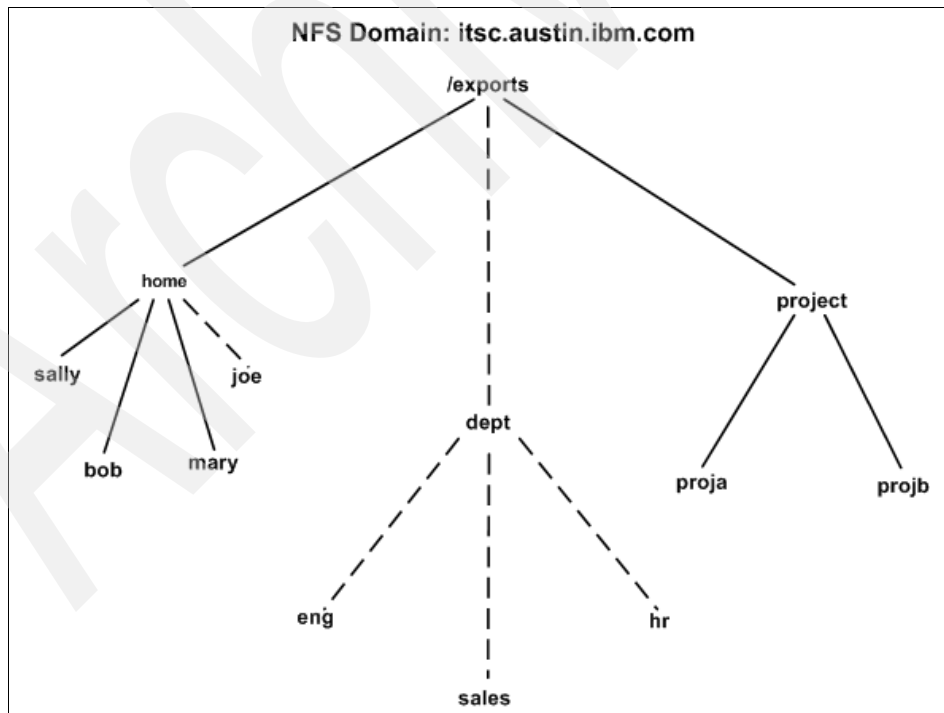 NFS Domain: itsc.austin.ibm.com
/exports
home
project
sally
joe
dept
bob
mary
proja
projb
eng
hr
sales